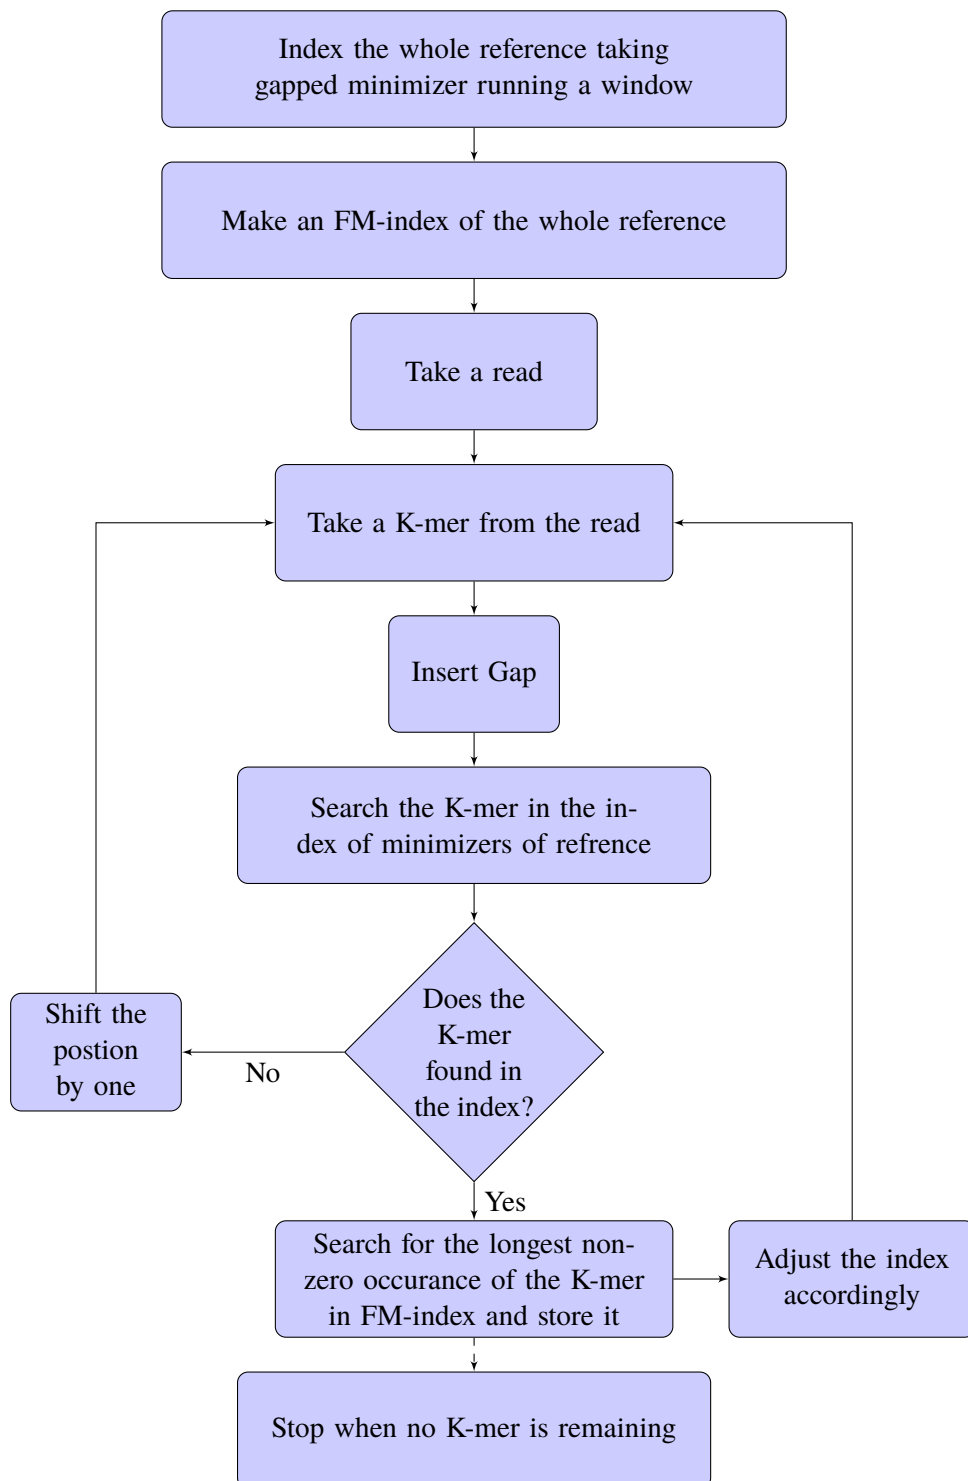 Index the whole reference taking
gapped minimizer running a window
Make an FM-index of the whole reference
Take a read
Take a K-mer from the read
Insert Gap
Search the K-mer in the in-
dex of minimizers of refrence
Does the
K-mer
found in
the index?
No
Shift the
postion
by one
Yes
Search for the longest non-
zero occurance of the K-mer
in FM-index and store it
Adjust the index
accordingly
Stop when no K-mer is remaining